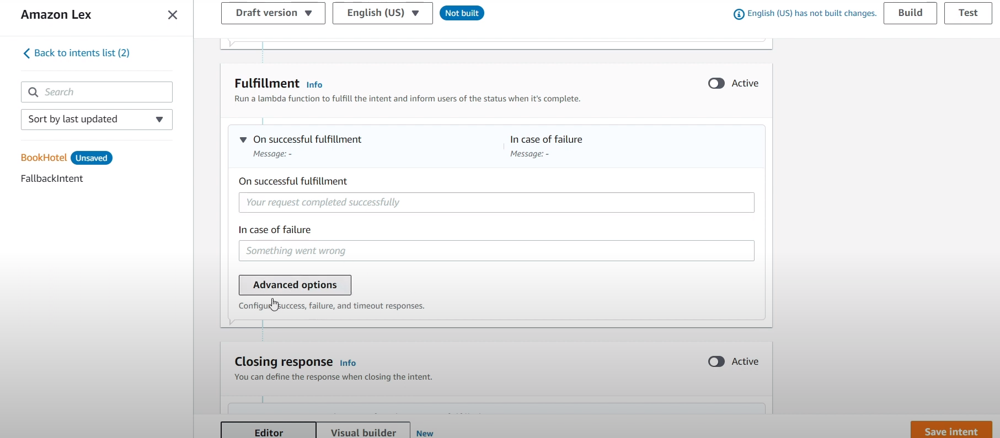 Amazon Lex
Draft version
English (US)
Not built
English (US) has not built changes.
Build
Test
Back to intents list (2)
Search
Sort by last updated
BookHotel Unsaved
FallbackIntent
Fulfillment Info
Active
Run a lambda function to fulfill the intent and inform users of the status when it's complete.
On successful fulfillment
Message: -
In case of failure
Message: -
On successful fulfillment
Your request completed successfully
In case of failure
Something went wrong
Advanced options
Configure success, failure, and timeout responses.
Closing response Info
Active
You can define the response when closing the intent.
Editor
Visual builder
New
Save intent